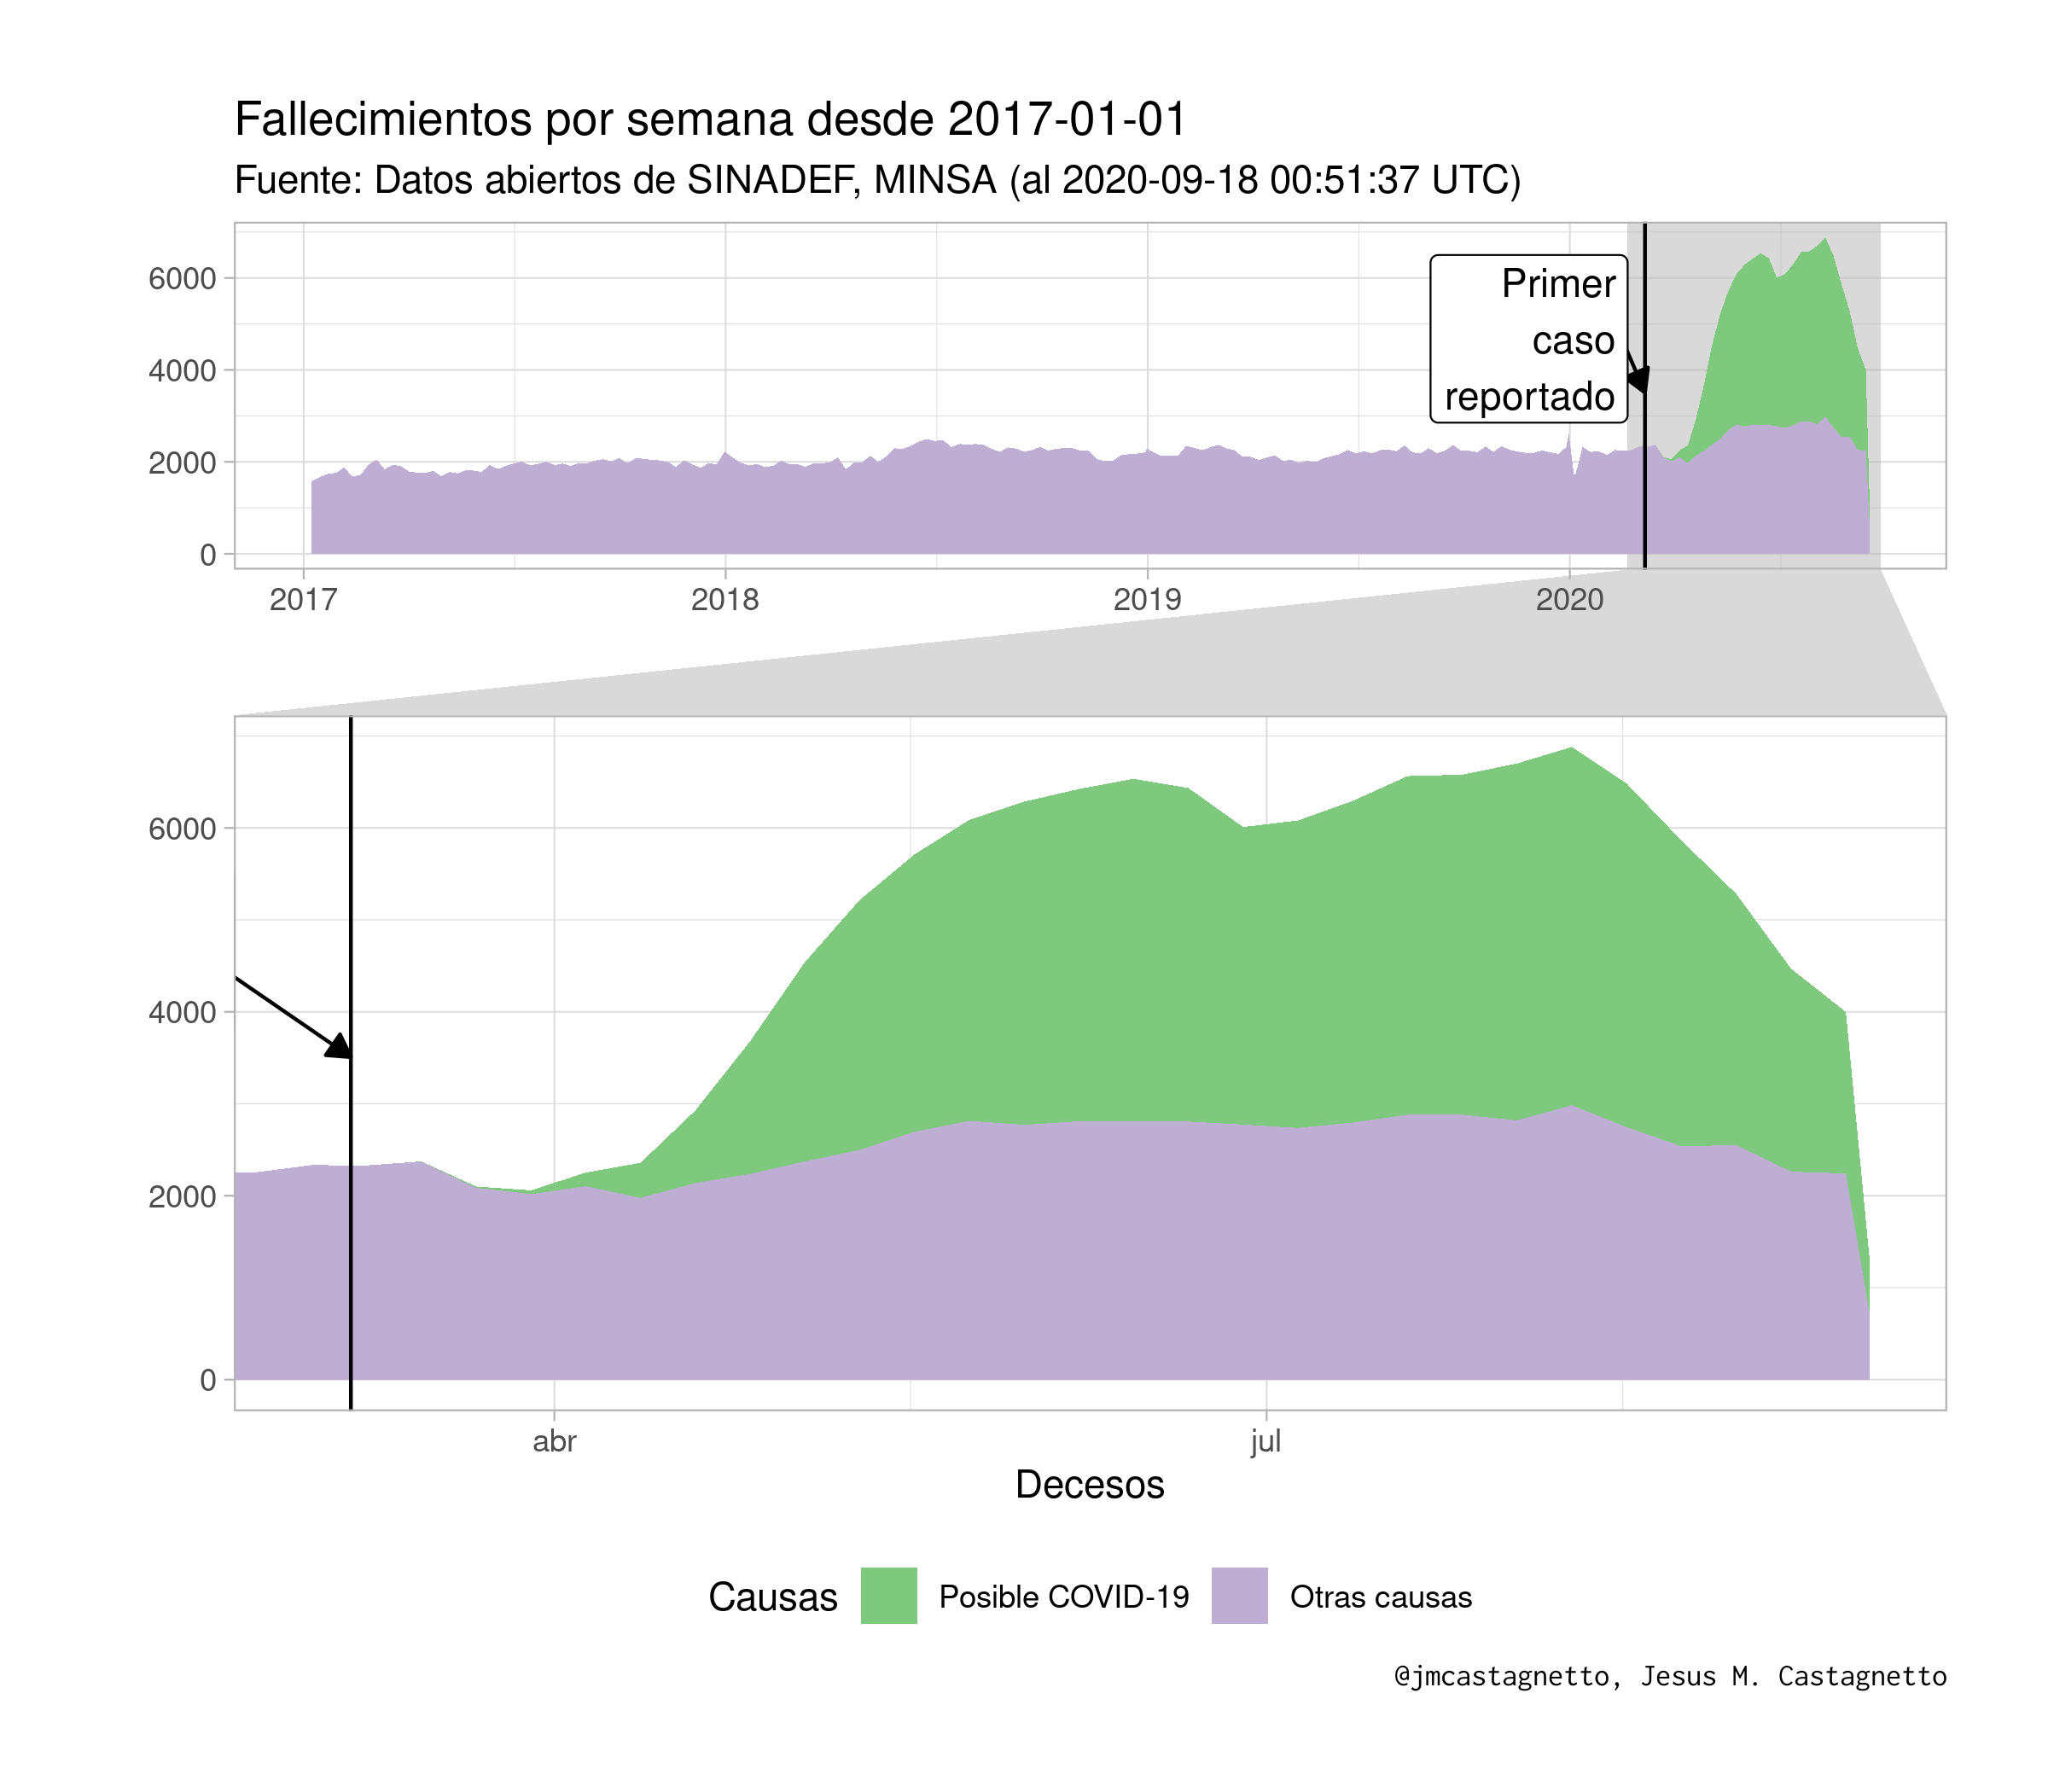 Fallecimientos por semana desde 2017-01-01
Fuente: Datos abiertos de SINADEF, MINSA (al 2020-09-18 00:51:37 UTC)
6000
4000
2000
0
Primer
caso
reportado
2017
2018
2019
2020
6000
4000
2000
0
abr
jul
Decesos
Causas
Posible COVID-19
Otras causas
@jmcastagnetto, Jesus M. Castagnetto